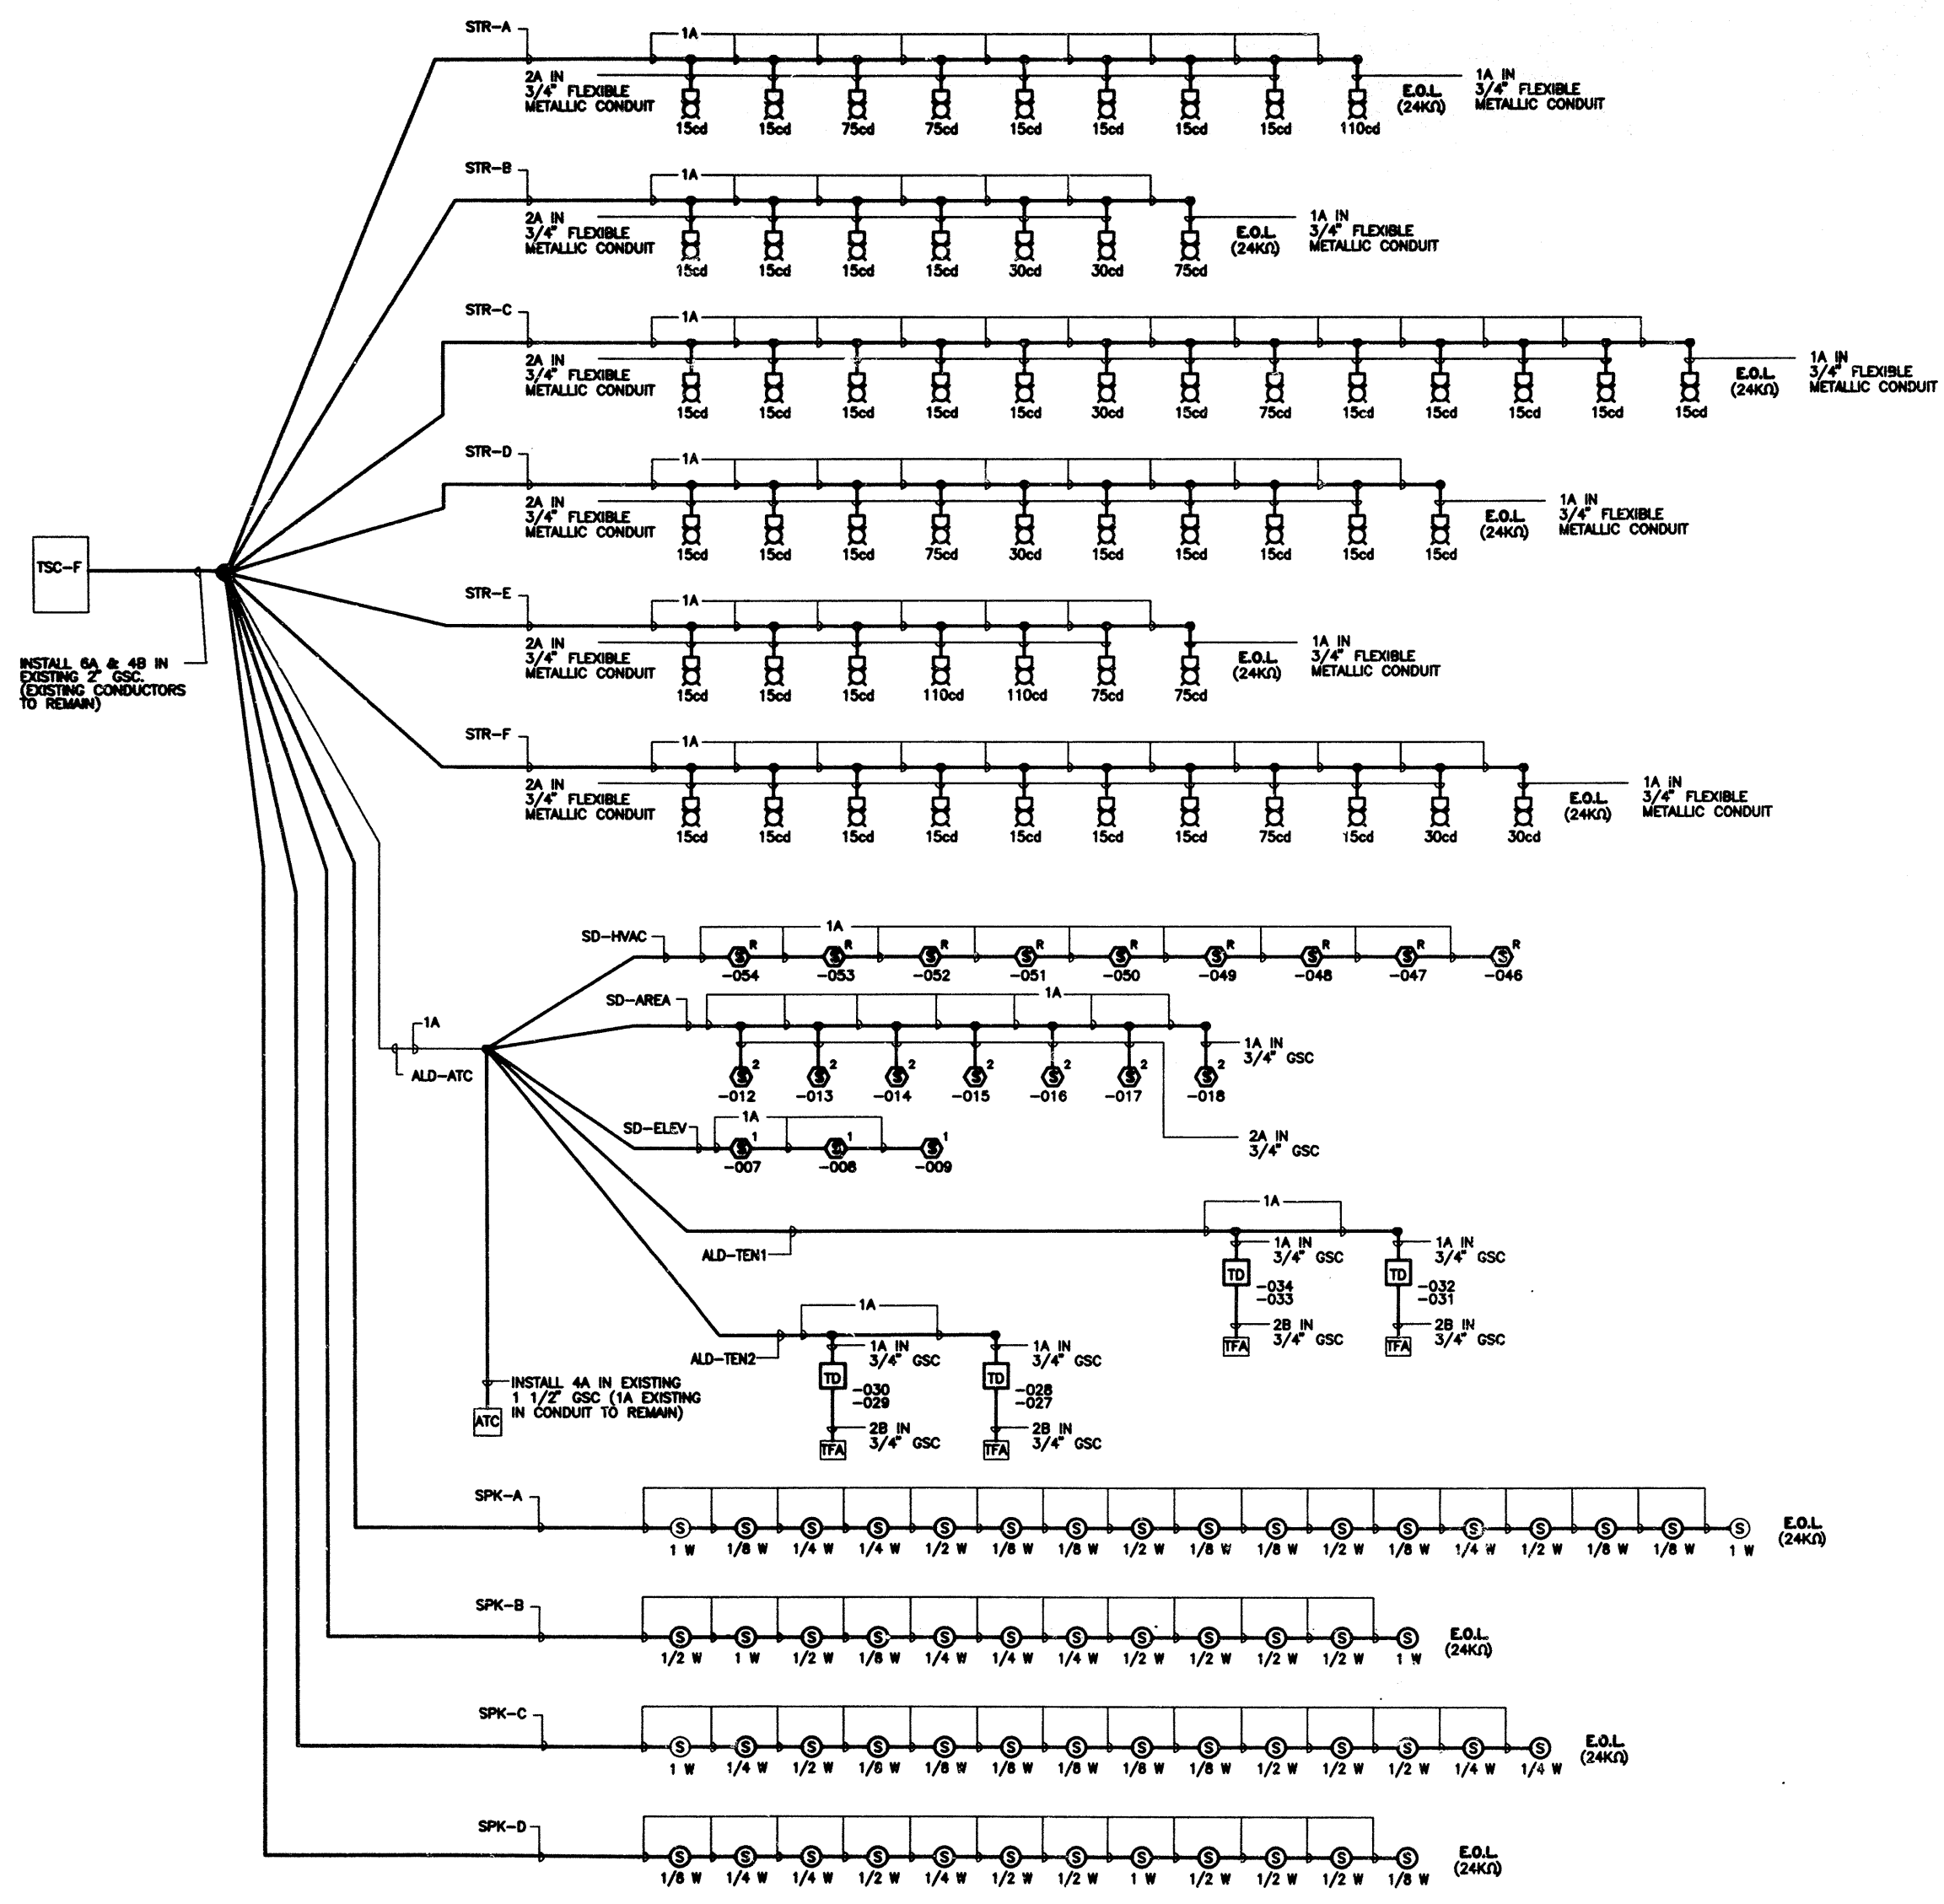 STR-A
1A
2A IN
3/4" FLEXIBLE
METALLIC CONDUIT
E.O.L.
(24KΩ)
1A IN
3/4" FLEXIBLE
METALLIC CONDUIT
15cd 15cd 75cd 75cd 15cd 15cd 15cd 15cd 110cd
STR-B
1A
2A IN
3/4" FLEXIBLE
METALLIC CONDUIT
E.O.L.
(24KΩ)
1A IN
3/4" FLEXIBLE
METALLIC CONDUIT
15cd 15cd 15cd 15cd 30cd 30cd 75cd
STR-C
1A
2A IN
3/4" FLEXIBLE
METALLIC CONDUIT
E.O.L.
(24KΩ)
1A IN
3/4" FLEXIBLE
METALLIC CONDUIT
15cd 15cd 15cd 15cd 15cd 30cd 15cd 75cd 15cd 15cd 15cd 15cd 15cd
STR-D
1A
2A IN
3/4" FLEXIBLE
METALLIC CONDUIT
E.O.L.
(24KΩ)
1A IN
3/4" FLEXIBLE
METALLIC CONDUIT
15cd 15cd 15cd 75cd 30cd 15cd 15cd 15cd 15cd 15cd
TSC-F
INSTALL 6A & 4B IN
EXISTING 2" GSC.
(EXISTING CONDUCTORS
TO REMAIN)
STR-E
1A
2A IN
3/4" FLEXIBLE
METALLIC CONDUIT
E.O.L.
(24KΩ)
1A IN
3/4" FLEXIBLE
METALLIC CONDUIT
15cd 15cd 15cd 110cd 110cd 75cd 75cd
STR-F
1A
2A IN
3/4" FLEXIBLE
METALLIC CONDUIT
E.O.L.
(24KΩ)
1A IN
3/4" FLEXIBLE
METALLIC CONDUIT
15cd 15cd 15cd 15cd 15cd 15cd 15cd 75cd 15cd 30cd 30cd
SD-HVAC
1A
S R S R S R S R S R S R S R S R S R
-054 -053 -052 -051 -050 -049 -048 -047 -046
SD-AREA
1A
1A IN
3/4" GSC
S 2 S 2 S 2 S 2 S 2 S 2 S 2
-012 -013 -014 -015 -016 -017 -018
2A IN
3/4" GSC
1A
ALD-ATC
SD-ELEV
1A
S 1 S 1 S 1
-007 -008 -009
ALD-TEN1
1A
1A IN
3/4" GSC
TD
-034
-033
2B IN
3/4" GSC
TFA
1A IN
3/4" GSC
TD
-032
-031
2B IN
3/4" GSC
TFA
ALD-TEN2
1A
1A IN
3/4" GSC
TD
-030
-029
2B IN
3/4" GSC
TFA
1A IN
3/4" GSC
TD
-028
-027
2B IN
3/4" GSC
TFA
INSTALL 4A IN EXISTING
1 1/2" GSC (1A EXISTING
IN CONDUIT TO REMAIN)
ATC
SPK-A
S S S S S S S S S S S S S S S S S
1 W 1/8 W 1/4 W 1/4 W 1/2 W 1/8 W 1/8 W 1/2 W 1/8 W 1/8 W 1/2 W 1/8 W 1/4 W 1/2 W 1/8 W 1/8 W 1 W
E.O.L.
(24KΩ)
SPK-B
S S S S S S S S S S S S
1/2 W 1 W 1/2 W 1/8 W 1/4 W 1/4 W 1/4 W 1/2 W 1/2 W 1/2 W 1/2 W 1 W
E.O.L.
(24KΩ)
SPK-C
S S S S S S S S S S S S S S
1 W 1/4 W 1/2 W 1/8 W 1/8 W 1/8 W 1/8 W 1/8 W 1/8 W 1/2 W 1/2 W 1/2 W 1/4 W 1/4 W
E.O.L.
(24KΩ)
SPK-D
S S S S S S S S S S S S
1/8 W 1/4 W 1/4 W 1/2 W 1/4 W 1/2 W 1/2 W 1 W 1/2 W 1/2 W 1/2 W 1/8 W
E.O.L.
(24KΩ)